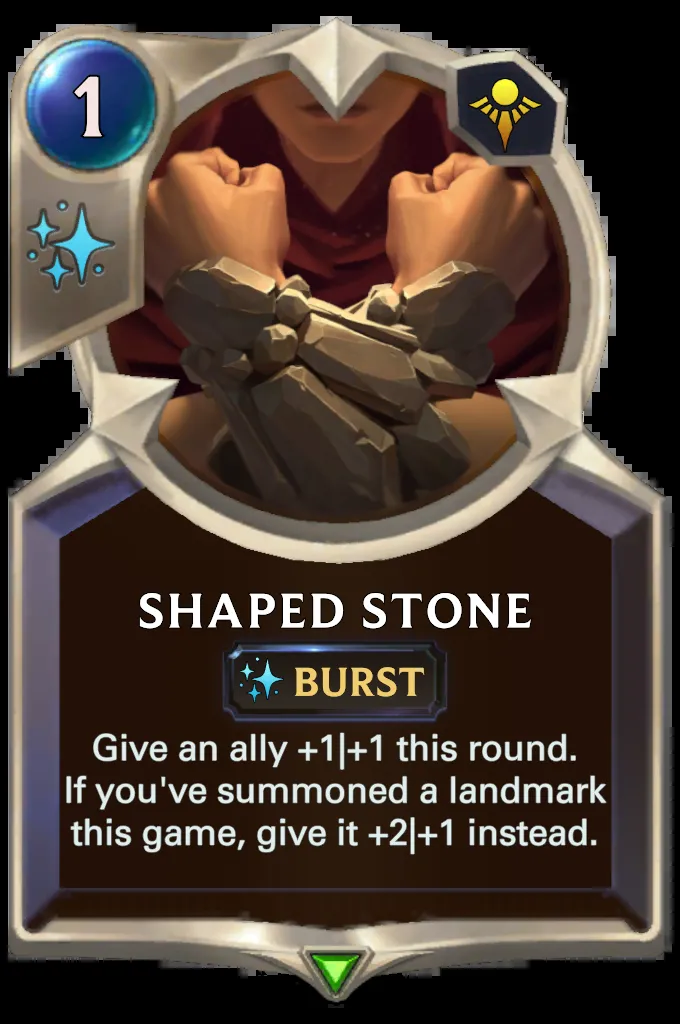 1
SHAPED STONE
BURST
Give an ally +1|+1 this round.
If you've summoned a landmark
this game, give it +2|+1 instead.